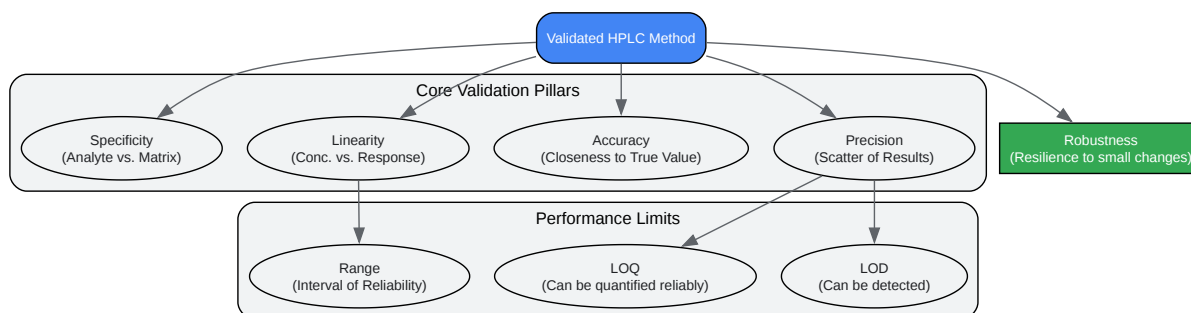 Validated HPLC Method
Core Validation Pillars
Specificity
(Analyte vs. Matrix)
Linearity
(Conc. vs. Response)
Accuracy
(Closeness to True Value)
Precision
(Scatter of Results)
Robustness
(Resilience to small changes)
Performance Limits
Range
(Interval of Reliability)
LOQ
(Can be quantified reliably)
LOD
(Can be detected)